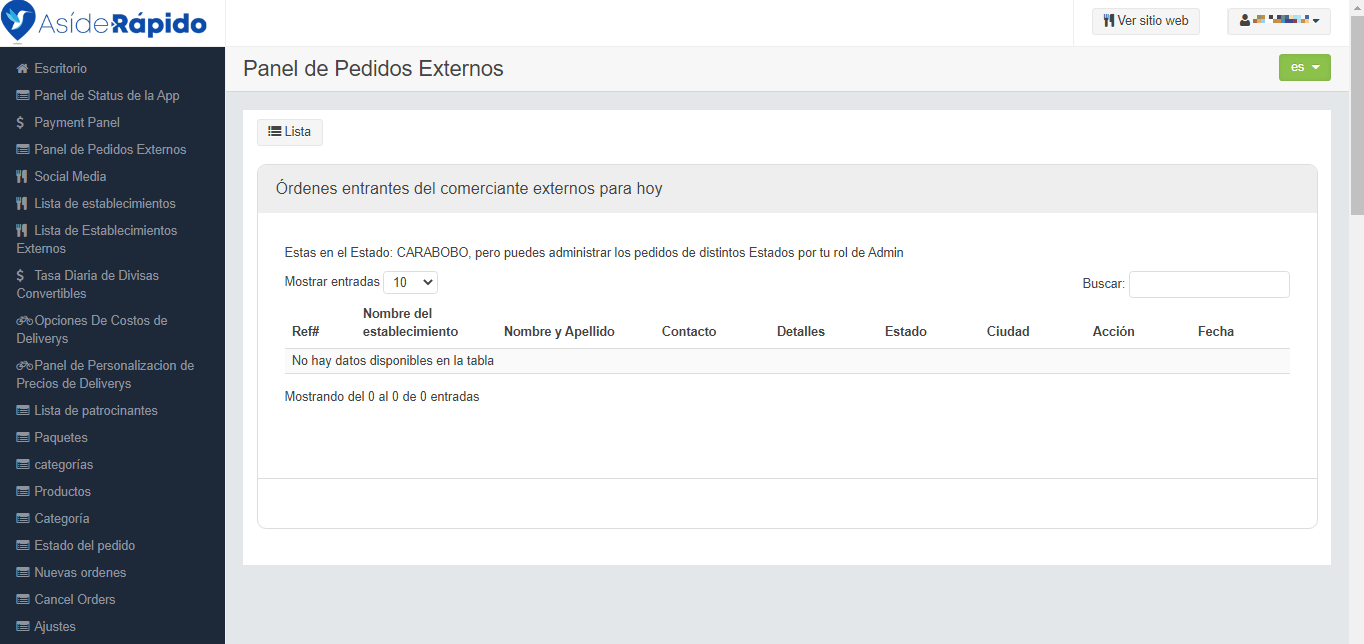 AsídeRápido
Ver sitio web
Panel de Pedidos Externos
es
Escritorio
Panel de Status de la App
Payment Panel
Panel de Pedidos Externos
Social Media
Lista de establecimientos
Lista de Establecimientos
Externos
Tasa Diaria de Divisas
Convertibles
Opciones De Costos de
Deliverys
Panel de Personalizacion de
Precios de Deliverys
Lista de patrocinantes
Paquetes
categorías
Productos
Categoría
Estado del pedido
Nuevas ordenes
Cancel Orders
Ajustes
Lista
Órdenes entrantes del comerciante externos para hoy
Estas en el Estado: CARABOBO, pero puedes administrar los pedidos de distintos Estados por tu rol de Admin
Mostrar entradas 10
Buscar:
Ref# Nombre del establecimiento Nombre y Apellido Contacto Detalles Estado Ciudad Acción Fecha
No hay datos disponibles en la tabla
Mostrando del 0 al 0 de 0 entradas